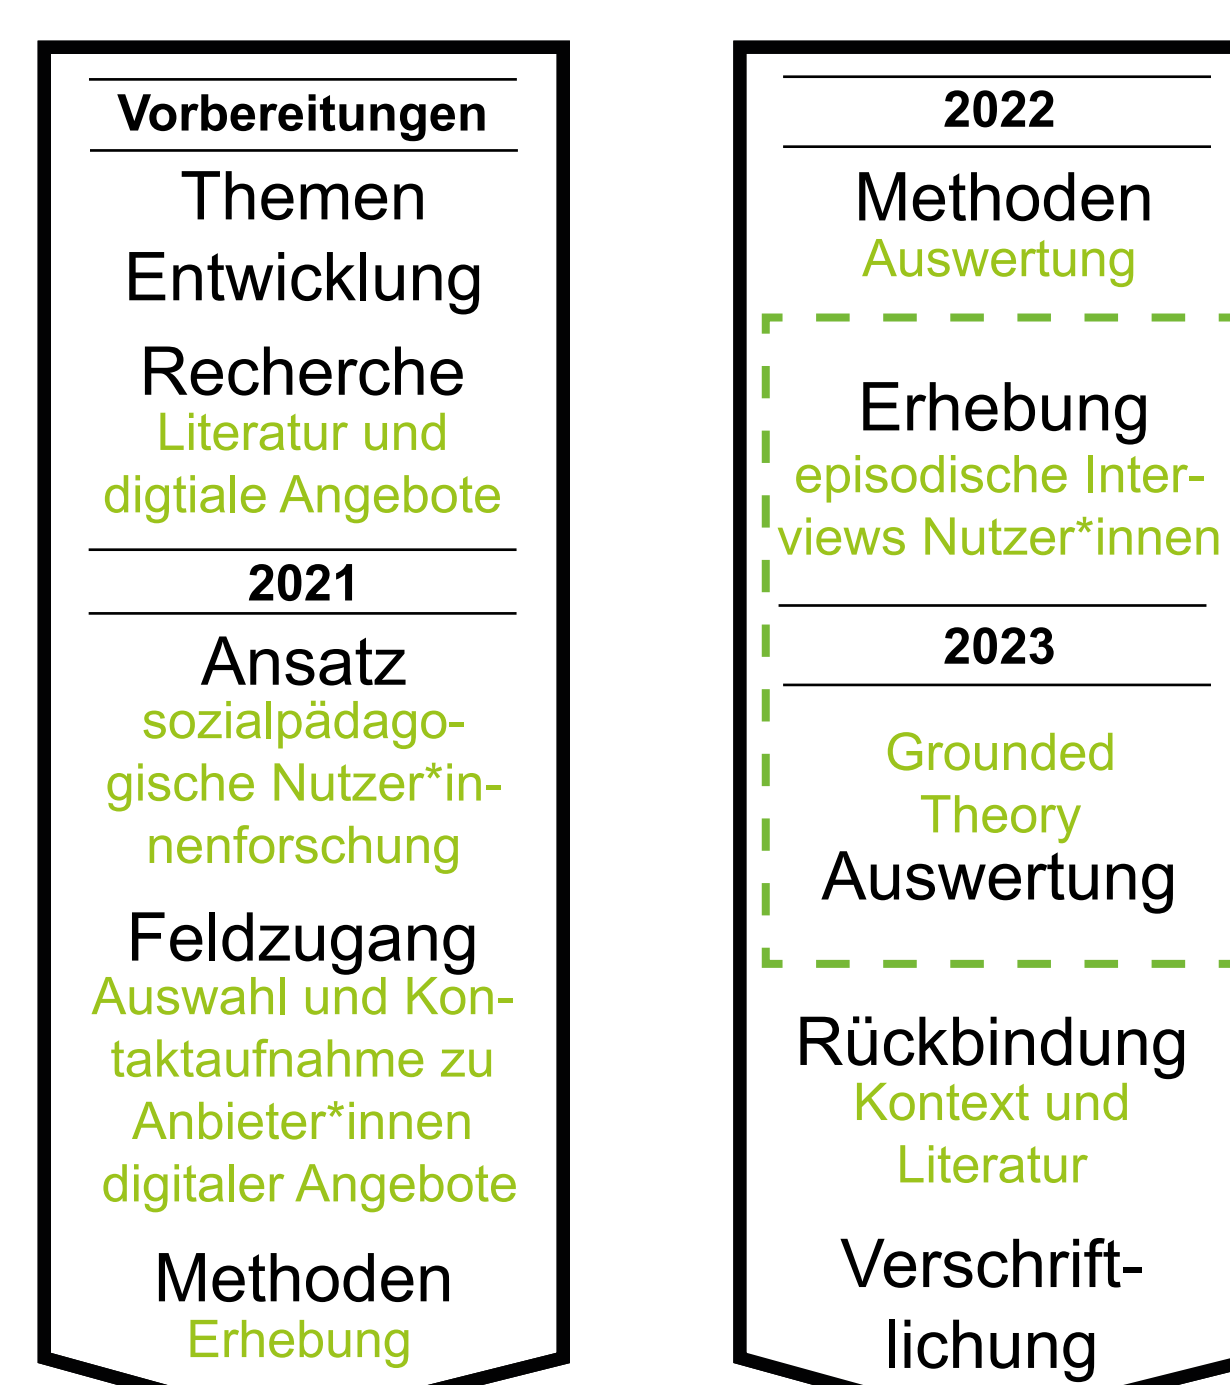 Vorbereitungen
Themen
Entwicklung
Recherche
Literatur und
digtiale Angebote
2021
Ansatz
sozialpädago-
gische Nutzer*in-
nenforschung
Feldzugang
Auswahl und Kon-
taktaufnahme zu
Anbieter*innen
digitaler Angebote
Methoden
Erhebung
2022
Methoden
Auswertung
Erhebung
episodische Inter-
views Nutzer*innen
2023
Grounded
Theory
Auswertung
Rückbindung
Kontext und
Literatur
Verschrift-
lichung